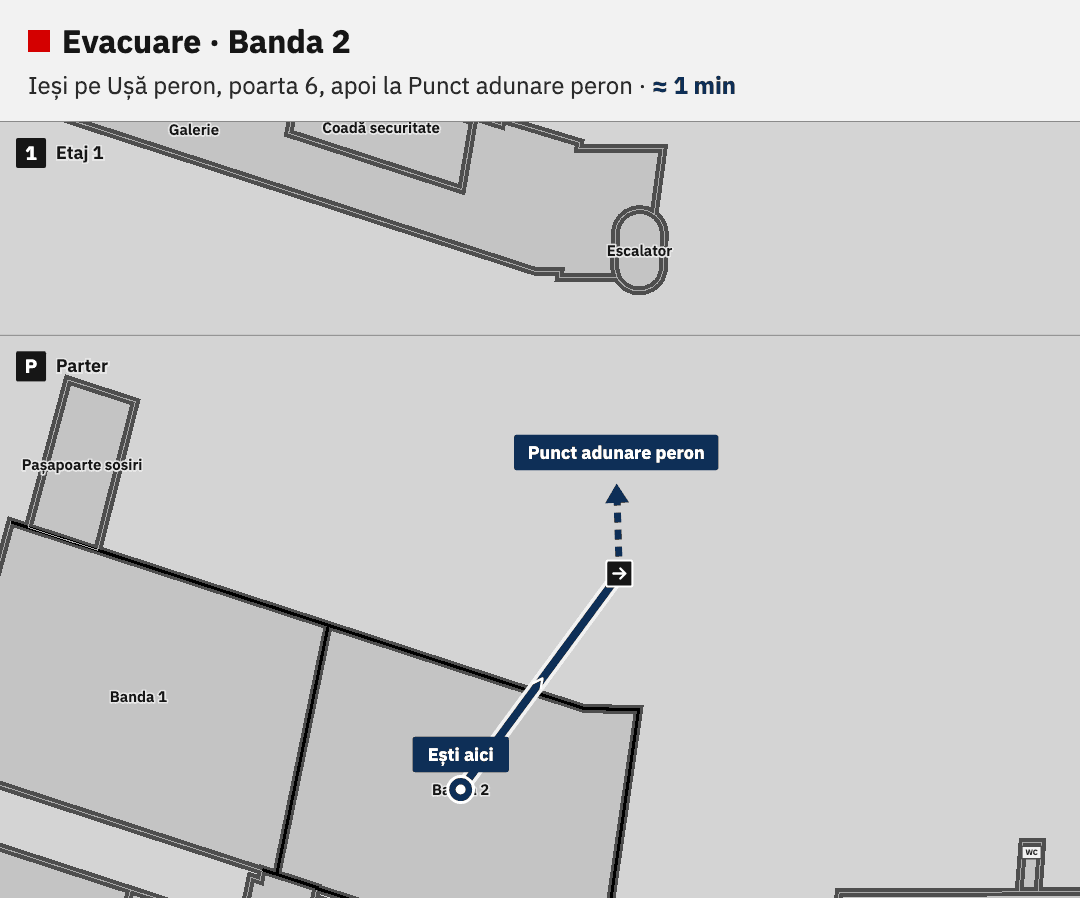 Evacuare · Banda 2
Ieși pe Ușă peron, poarta 6, apoi la Punct adunare peron · ≈ 1 min
Galerie
Coadă securitate
1 Etaj 1
Escalator
P Parter
Pașapoarte sosiri
Punct adunare peron
Banda 1
Ești aici
2
WC